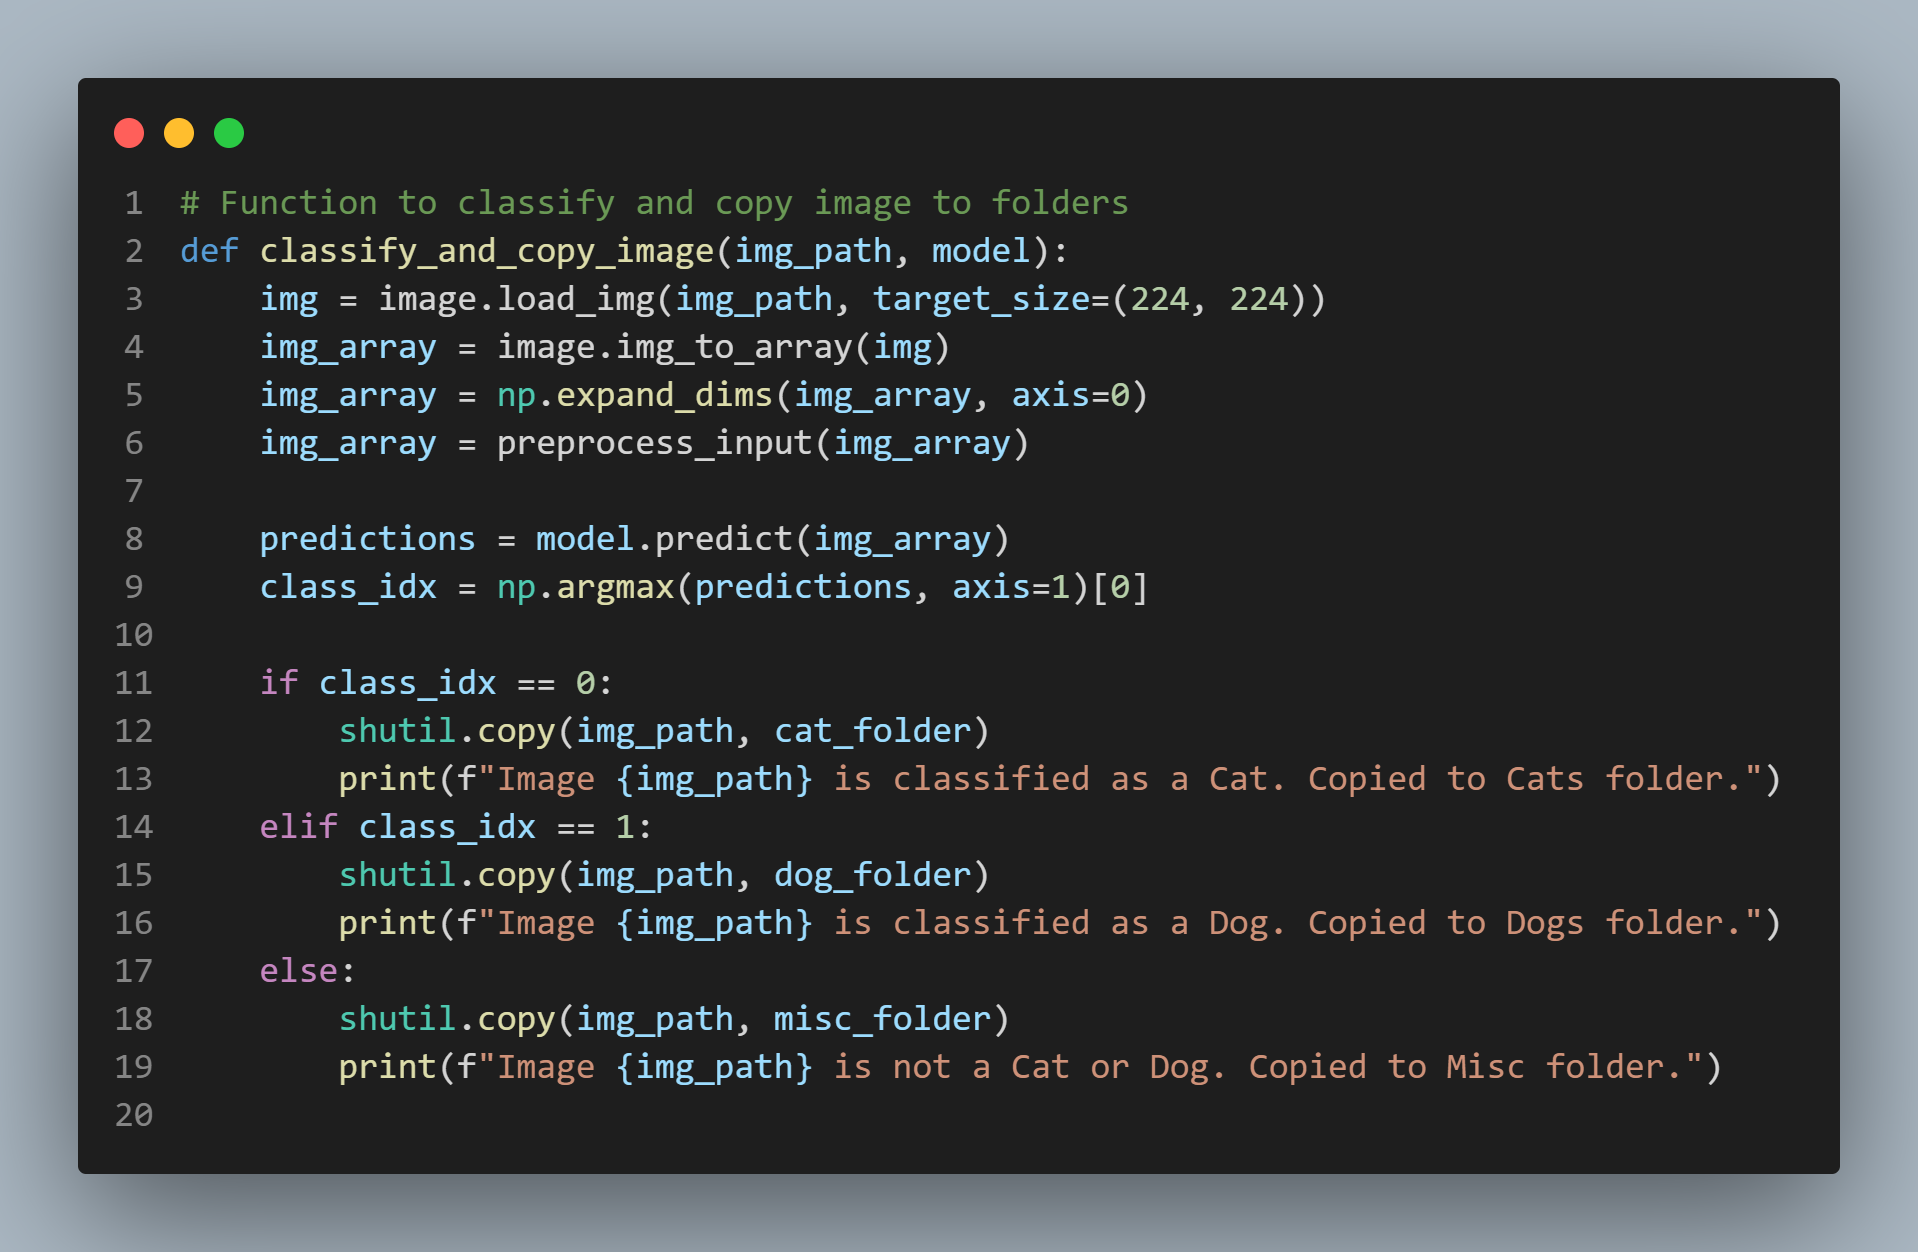 1 # Function to classify and copy image to folders
2 def classify_and_copy_image(img_path, model):
3     img = image.load_img(img_path, target_size=(224, 224))
4     img_array = image.img_to_array(img)
5     img_array = np.expand_dims(img_array, axis=0)
6     img_array = preprocess_input(img_array)
7
8     predictions = model.predict(img_array)
9     class_idx = np.argmax(predictions, axis=1)[0]
10
11     if class_idx == 0:
12         shutil.copy(img_path, cat_folder)
13         print(f"Image {img_path} is classified as a Cat. Copied to Cats folder.")
14     elif class_idx == 1:
15         shutil.copy(img_path, dog_folder)
16         print(f"Image {img_path} is classified as a Dog. Copied to Dogs folder.")
17     else:
18         shutil.copy(img_path, misc_folder)
19         print(f"Image {img_path} is not a Cat or Dog. Copied to Misc folder.")
20